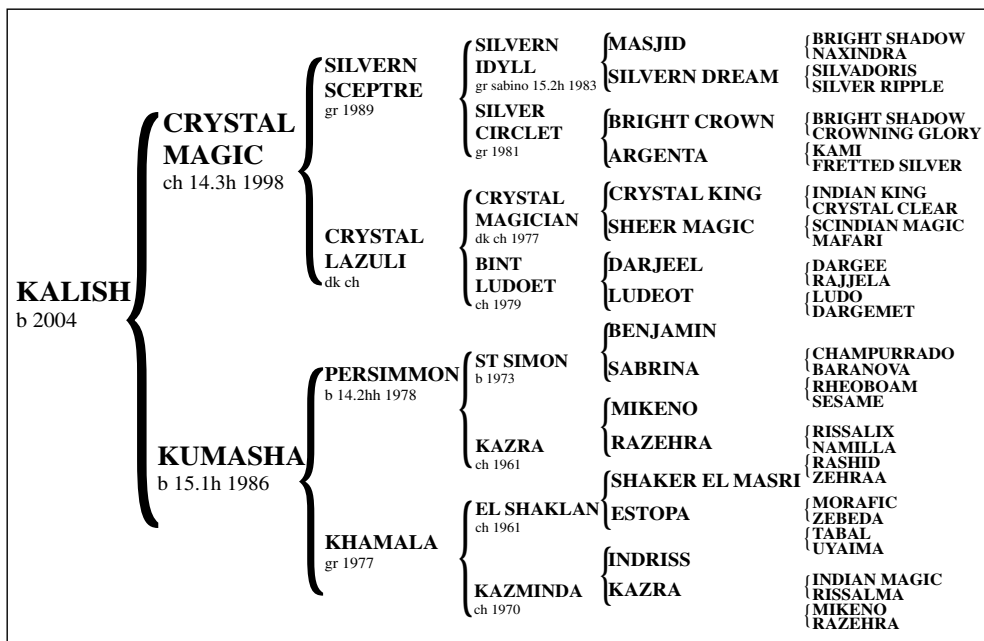 KALISH
b 2004
CRYSTAL
MAGIC
ch 14.3h 1998
KUMASHA
b 15.1h 1986
SILVERN
SCEPTRE
gr 1989
CRYSTAL
LAZULI
dk ch
PERSIMMON
b 14.2hh 1978
KHAMALA
gr 1977
SILVERN
IDYLL
gr sabino 15.2h 1983
SILVER
CIRCLET
gr 1981
CRYSTAL
MAGICIAN
dk ch 1977
BINT
LUDOET
ch 1979
ST SIMON
b 1973
KAZRA
ch 1961
EL SHAKLAN
ch 1961
KAZMINDA
ch 1970
MASJID
SILVERN DREAM
BRIGHT CROWN
ARGENTA
CRYSTAL KING
SHEER MAGIC
DARJEEL
LUDEOT
BENJAMIN
SABRINA
MIKENO
RAZEHRA
SHAKER EL MASRI
ESTOPA
INDRISS
KAZRA
BRIGHT SHADOW
NAXINDRA
SILVADORIS
SILVER RIPPLE
BRIGHT SHADOW
CROWNING GLORY
KAMI
FRETTED SILVER
INDIAN KING
CRYSTAL CLEAR
SCINDIAN MAGIC
MAFARI
DARGEE
RAJJELA
LUDO
DARGEMET
CHAMPURRADO
BARANOVA
RHEOBOAM
SESAME
RISSALIX
NAMILLA
RASHID
ZEHRAA
MORAFIC
ZEBEDA
TABAL
UYAIMA
INDIAN MAGIC
RISSALMA
MIKENO
RAZEHRA